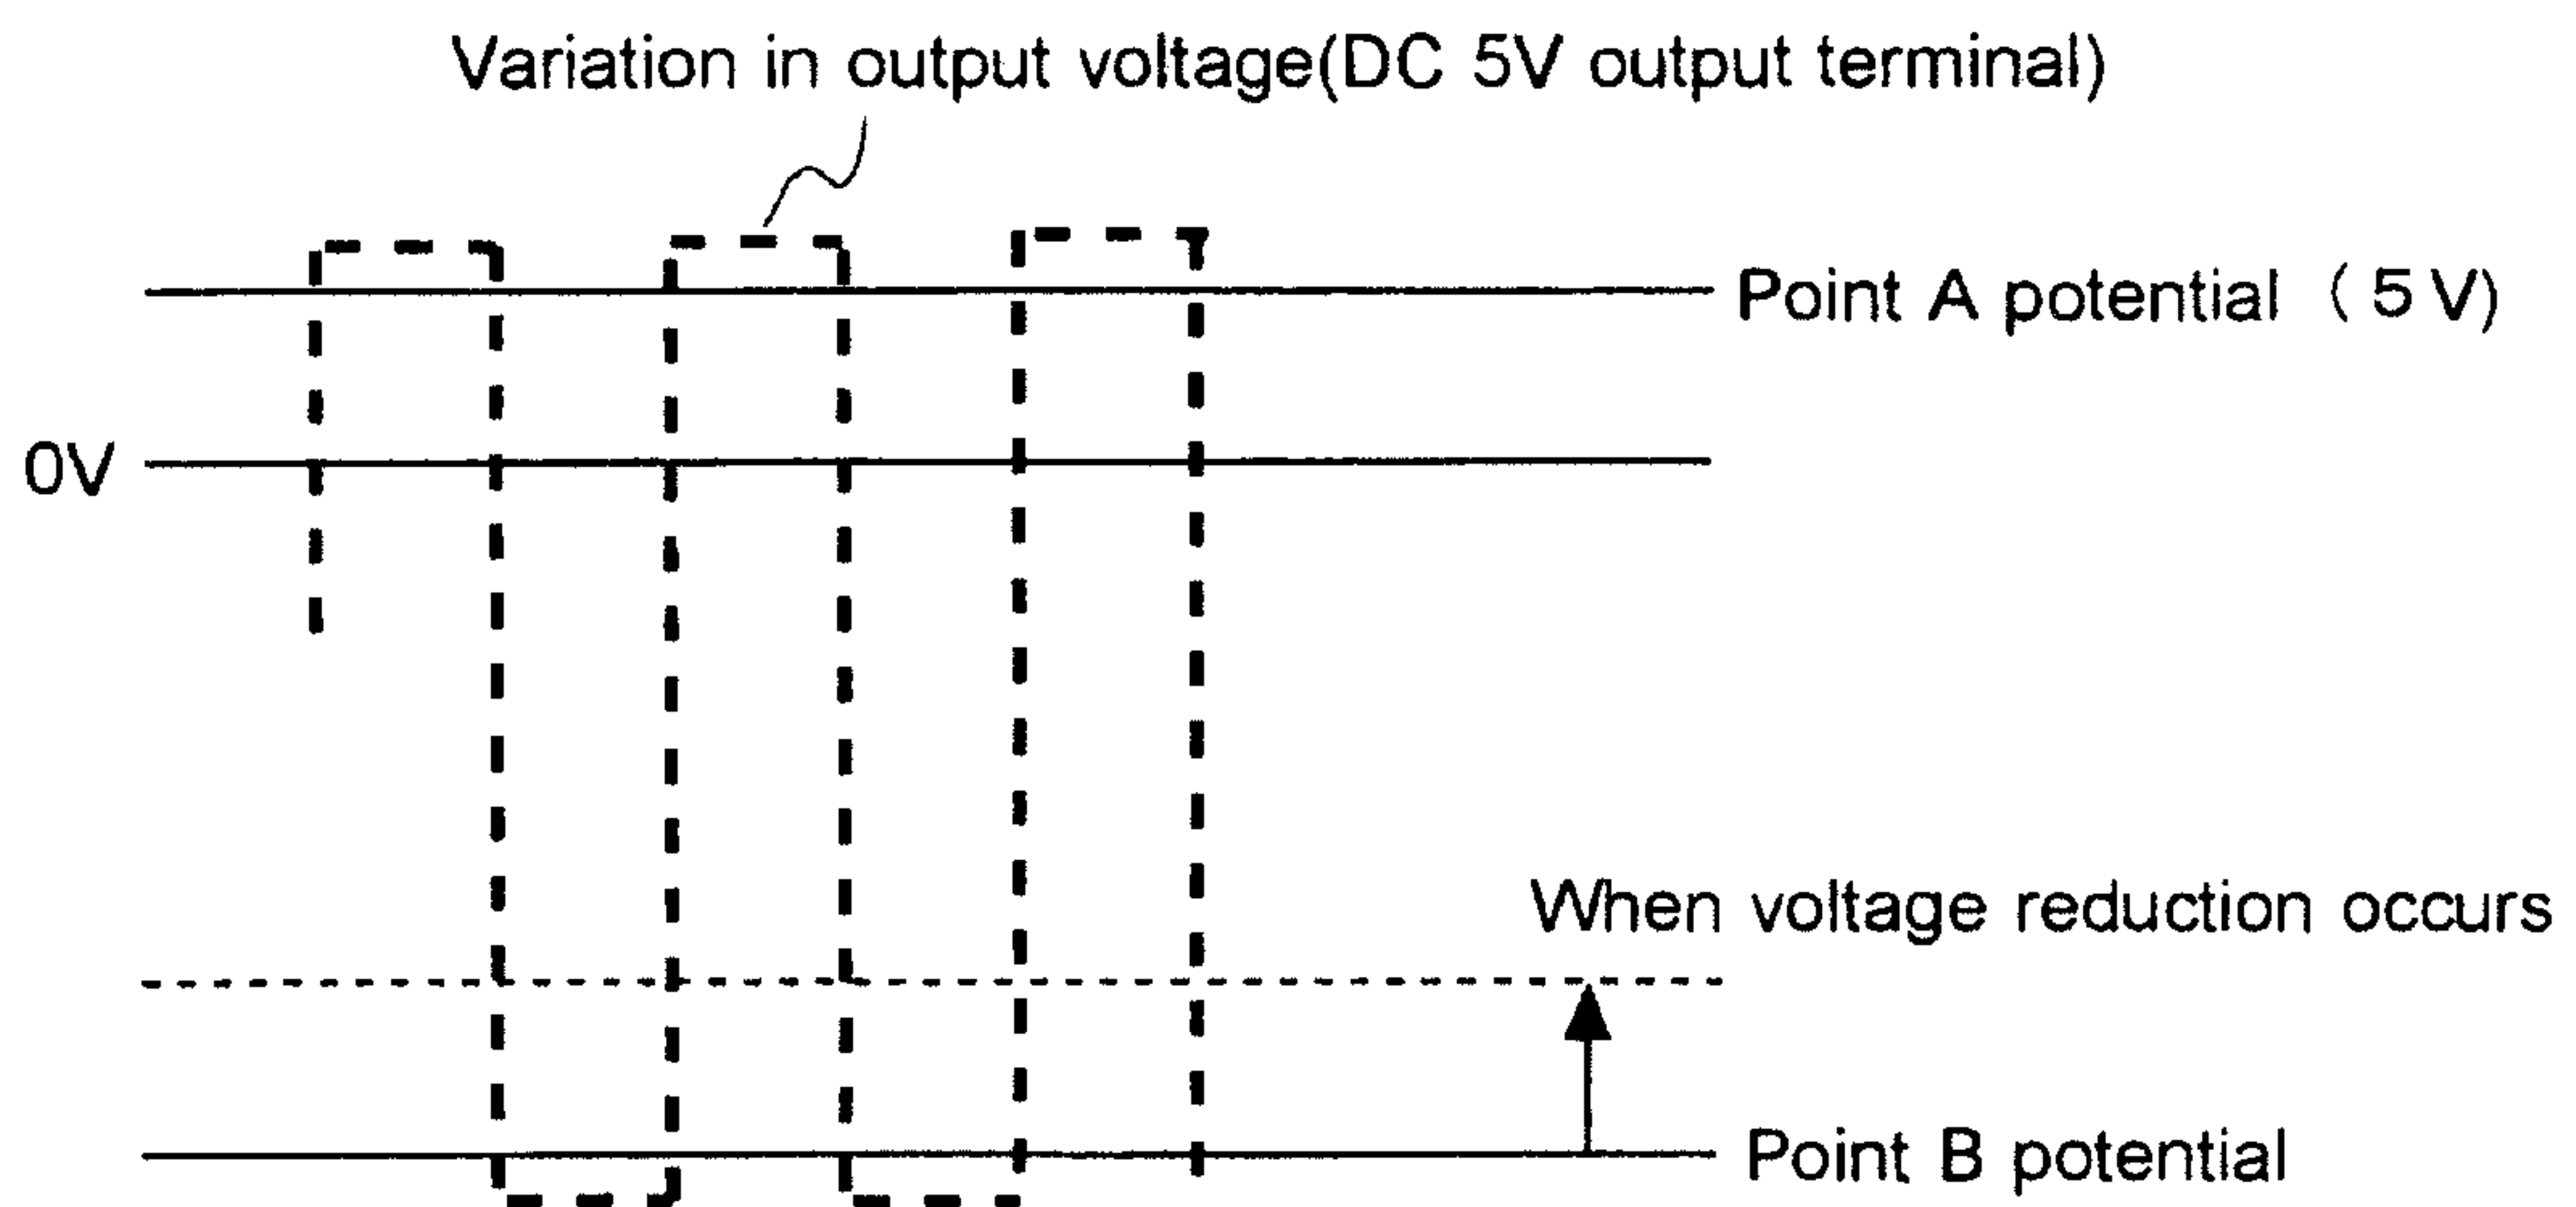 Variation in output voltage(DC 5V output terminal)
Point A potential (5V)
0V
When voltage reduction occurs
Point B potential